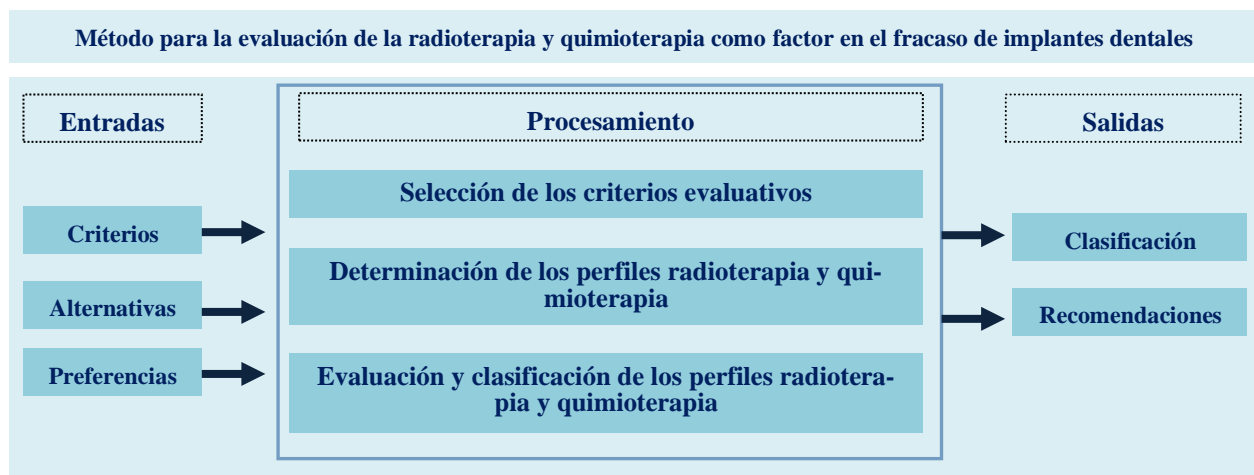 Método para la evaluación de la radioterapia y quimioterapia como factor en el fracaso de implantes dentales
Entradas
Criterios
Alternativas
Preferencias
Procesamiento
Selección de los criterios evaluativos
Determinación de los perfiles radioterapia y qui-
mioterapia
Evaluación y clasificación de los perfiles radiotera-
pia y quimioterapia
Salidas
Clasificación
Recomendaciones